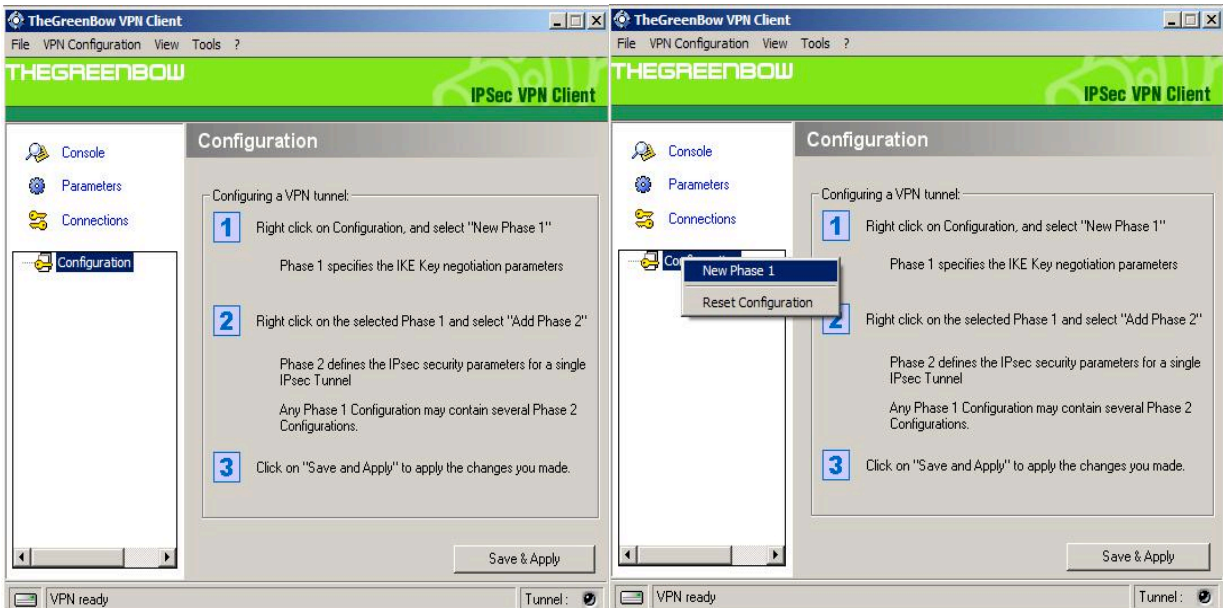 TheGreenBow VPN Client
File VPN Configuration View Tools ?
THEGREENBOW
IPSec VPN Client
Console
Parameters
Connections
Configuration
Configuration
Configuring a VPN tunnel:
1 Right click on Configuration, and select "New Phase 1"
Phase 1 specifies the IKE Key negotiation parameters
2 Right click on the selected Phase 1 and select "Add Phase 2"
Phase 2 defines the IPsec security parameters for a single
IPsec Tunnel
Any Phase 1 Configuration may contain several Phase 2
Configurations.
3 Click on "Save and Apply" to apply the changes you made.
Save & Apply
VPN ready
Tunnel:
TheGreenBow VPN Client
File VPN Configuration View Tools ?
THEGREENBOW
IPSec VPN Client
Console
Parameters
Connections
New Phase 1
Reset Configuration
Configuration
Configuring a VPN tunnel:
1 Right click on Configuration, and select "New Phase 1"
Phase 1 specifies the IKE Key negotiation parameters
2 Right click on the selected Phase 1 and select "Add Phase 2"
Phase 2 defines the IPsec security parameters for a single
IPsec Tunnel
Any Phase 1 Configuration may contain several Phase 2
Configurations.
3 Click on "Save and Apply" to apply the changes you made.
Save & Apply
VPN ready
Tunnel: